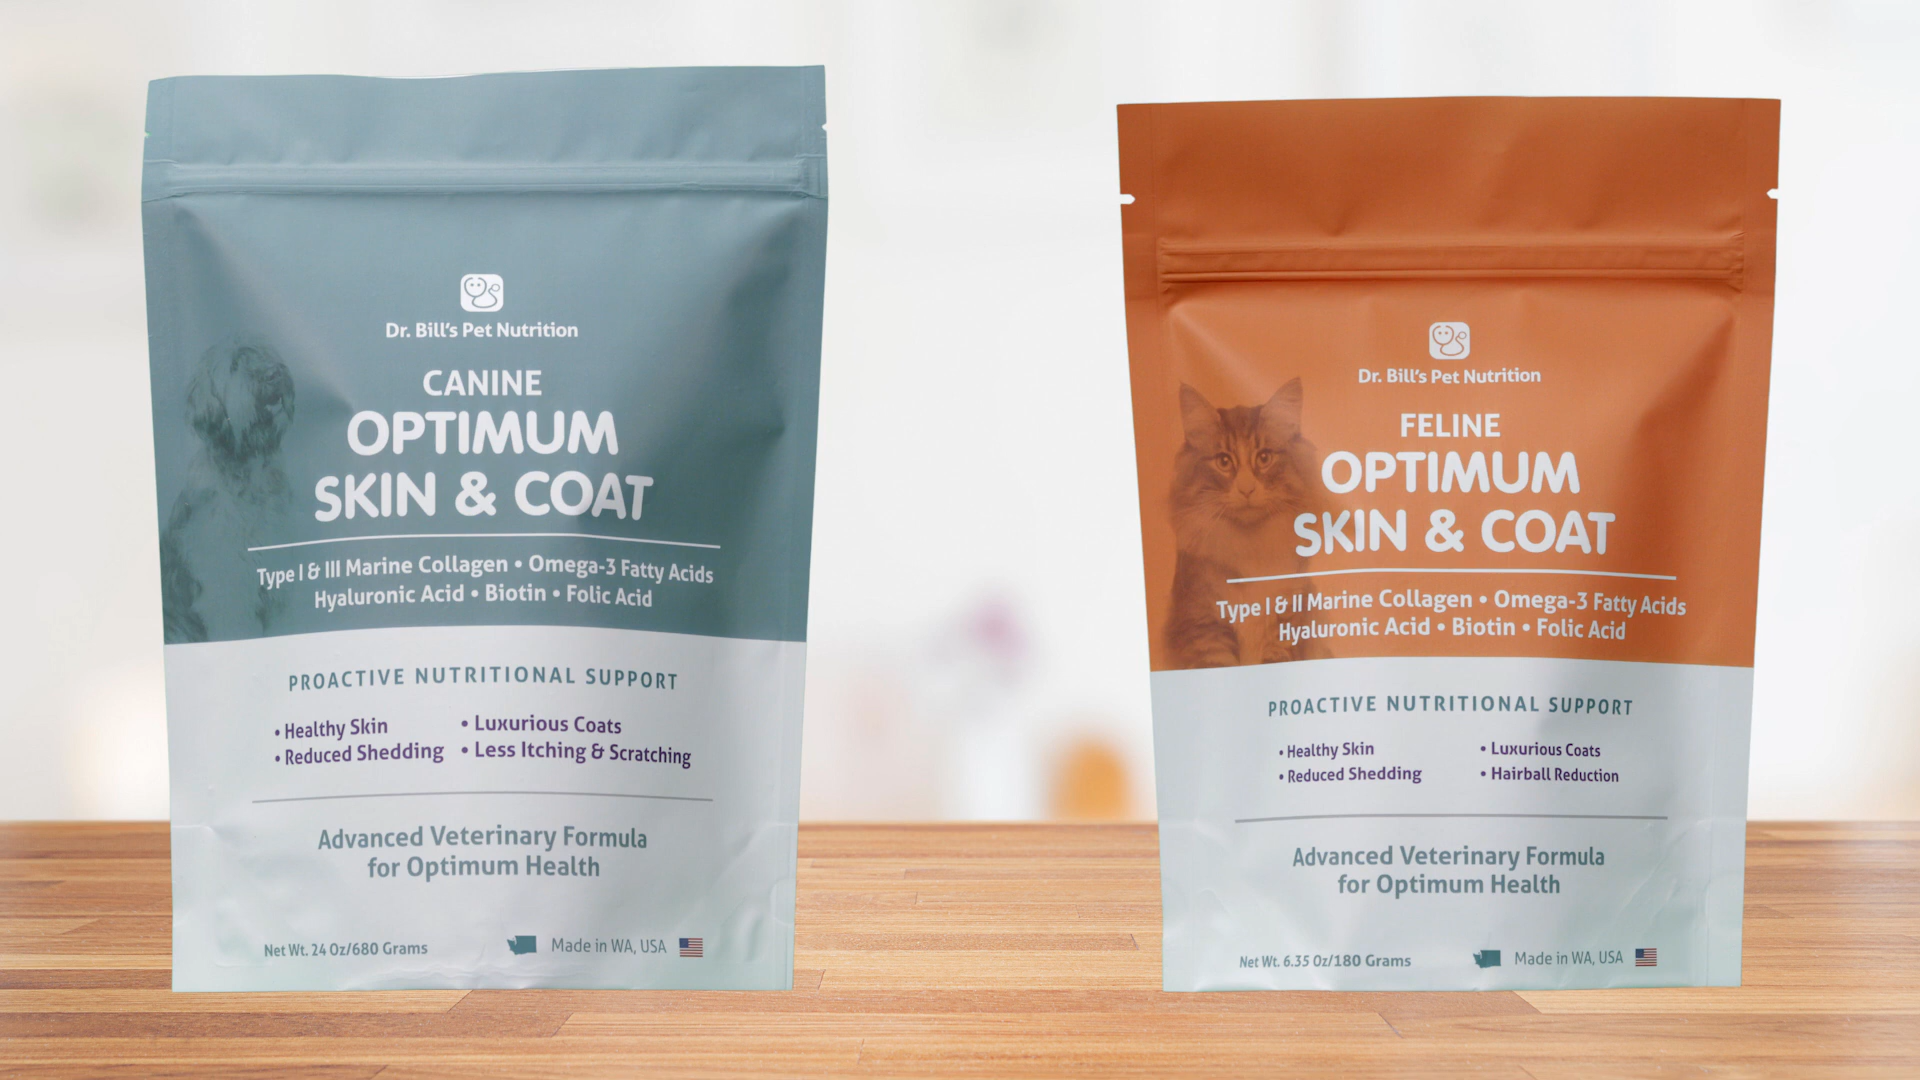 Dr. Bill's Pet Nutrition
CANINE
OPTIMUM
SKIN & COAT
Type I & III Marine Collagen • Omega-3 Fatty Acids
Hyaluronic Acid • Biotin • Folic Acid
PROACTIVE NUTRITIONAL SUPPORT
• Healthy Skin • Luxurious Coats
• Reduced Shedding • Less Itching & Scratching
Advanced Veterinary Formula
for Optimum Health
Net Wt. 24 Oz/680 Grams Made in WA, USA
Dr. Bill's Pet Nutrition
FELINE
OPTIMUM
SKIN & COAT
Type I & II Marine Collagen • Omega-3 Fatty Acids
Hyaluronic Acid • Biotin • Folic Acid
PROACTIVE NUTRITIONAL SUPPORT
• Healthy Skin • Luxurious Coats
• Reduced Shedding • Hairball Reduction
Advanced Veterinary Formula
for Optimum Health
Net Wt. 6.35 Oz/180 Grams Made in WA, USA